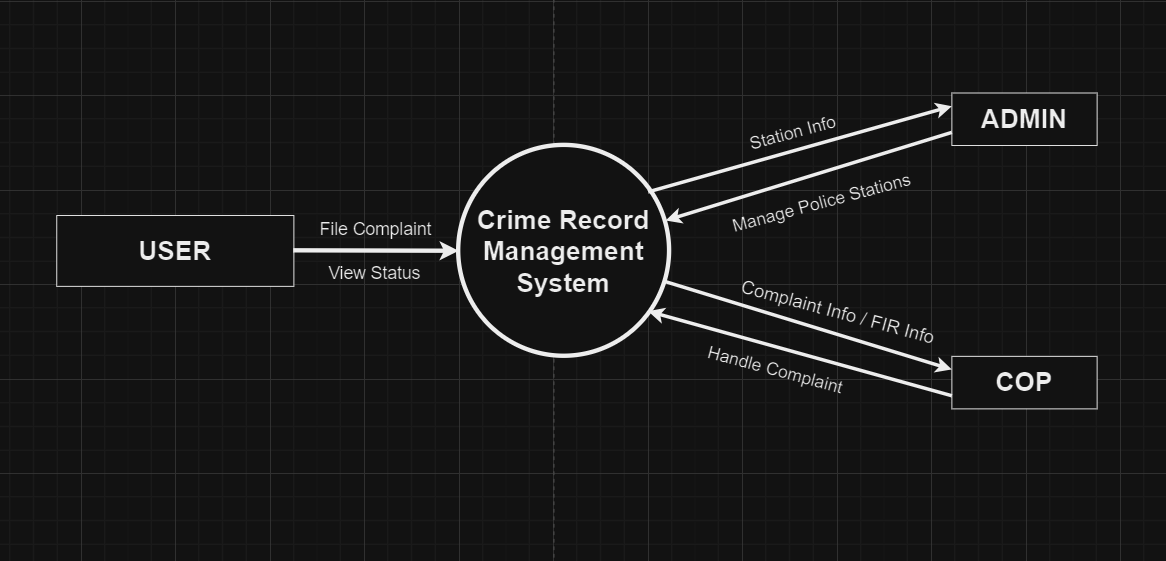 USER
File Complaint
View Status
Crime Record
Management
System
Station Info
Manage Police Stations
ADMIN
Complaint Info / FIR Info
Handle Complaint
COP